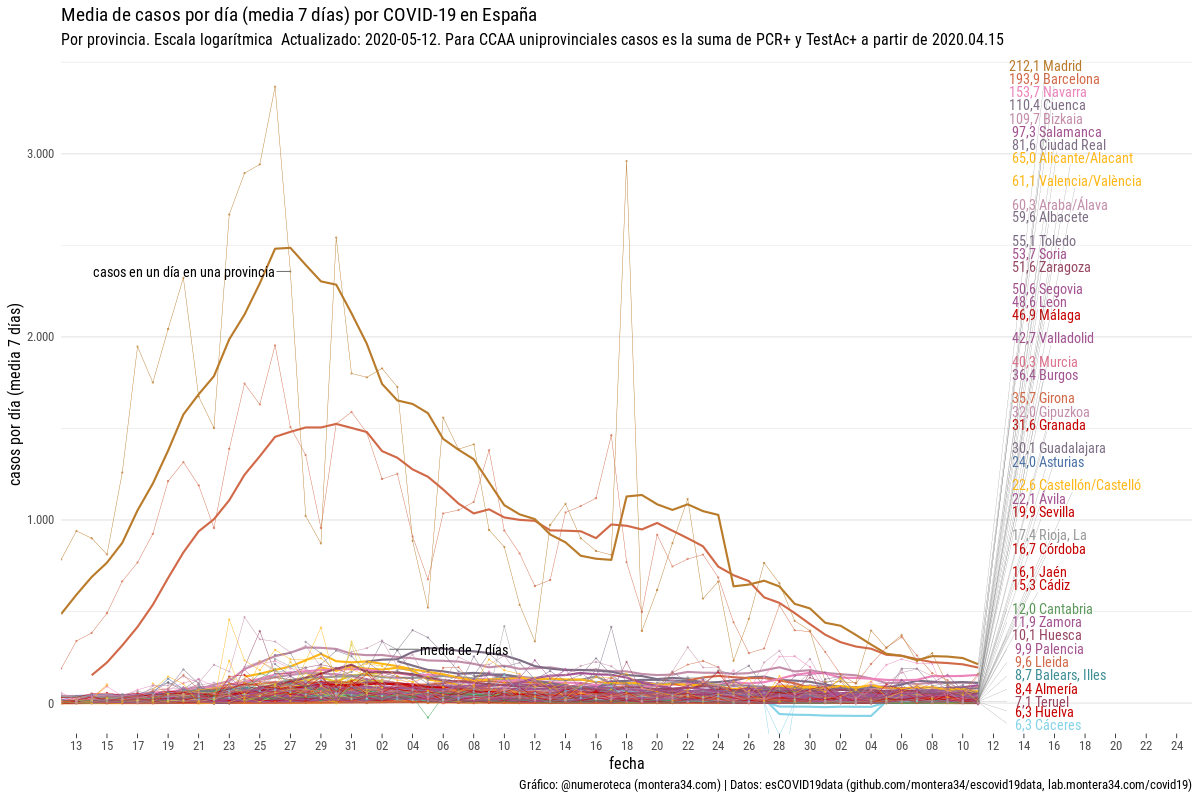 Media de casos por día (media 7 días) por COVID-19 en España
Por provincia. Escala logarítmica  Actualizado: 2020-05-12. Para CCAA uniprovinciales casos es la suma de PCR+ y TestAc+ a partir de 2020.04.15
casos por día (media 7 días)
3.000
2.000
1.000
0
casos en un día en una provincia
media de 7 días
212,1 Madrid
193,9 Barcelona
153,7 Navarra
110,4 Cuenca
109,7 Bizkaia
97,3 Salamanca
81,6 Ciudad Real
65,0 Alicante/Alacant
61,1 Valencia/València
60,3 Araba/Álava
59,6 Albacete
55,1 Toledo
53,7 Soria
51,6 Zaragoza
50,6 Segovia
48,6 León
46,9 Málaga
42,7 Valladolid
40,3 Murcia
36,4 Burgos
35,7 Girona
32,0 Gipuzkoa
31,6 Granada
30,1 Guadalajara
24,0 Asturias
22,6 Castellón/Castelló
22,1 Ávila
19,9 Sevilla
17,4 Rioja, La
16,7 Córdoba
16,1 Jaén
15,3 Cádiz
12,0 Cantabria
11,9 Zamora
10,1 Huesca
9,9 Palencia
9,6 Lleida
8,7 Balears, Illes
8,4 Almería
7,1 Teruel
6,3 Huelva
6,3 Cáceres
13 15 17 19 21 23 25 27 29 31 02 04 06 08 10 12 14 16 18 20 22 24 26 28 30 02 04 06 08 10 12 14 16 18 20 22 24
fecha
Gráfico: @numeroteca (montera34.com) | Datos: esCOVID19data (github.com/montera34/escovid19data, lab.montera34.com/covid19)